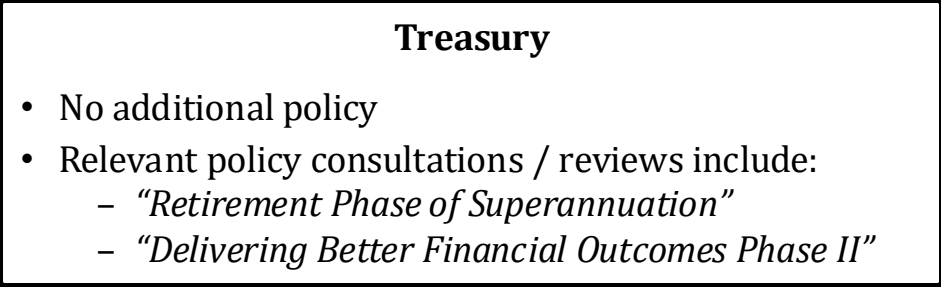 Treasury
• No additional policy
• Relevant policy consultations / reviews include:
– “Retirement Phase of Superannuation”
– “Delivering Better Financial Outcomes Phase II”